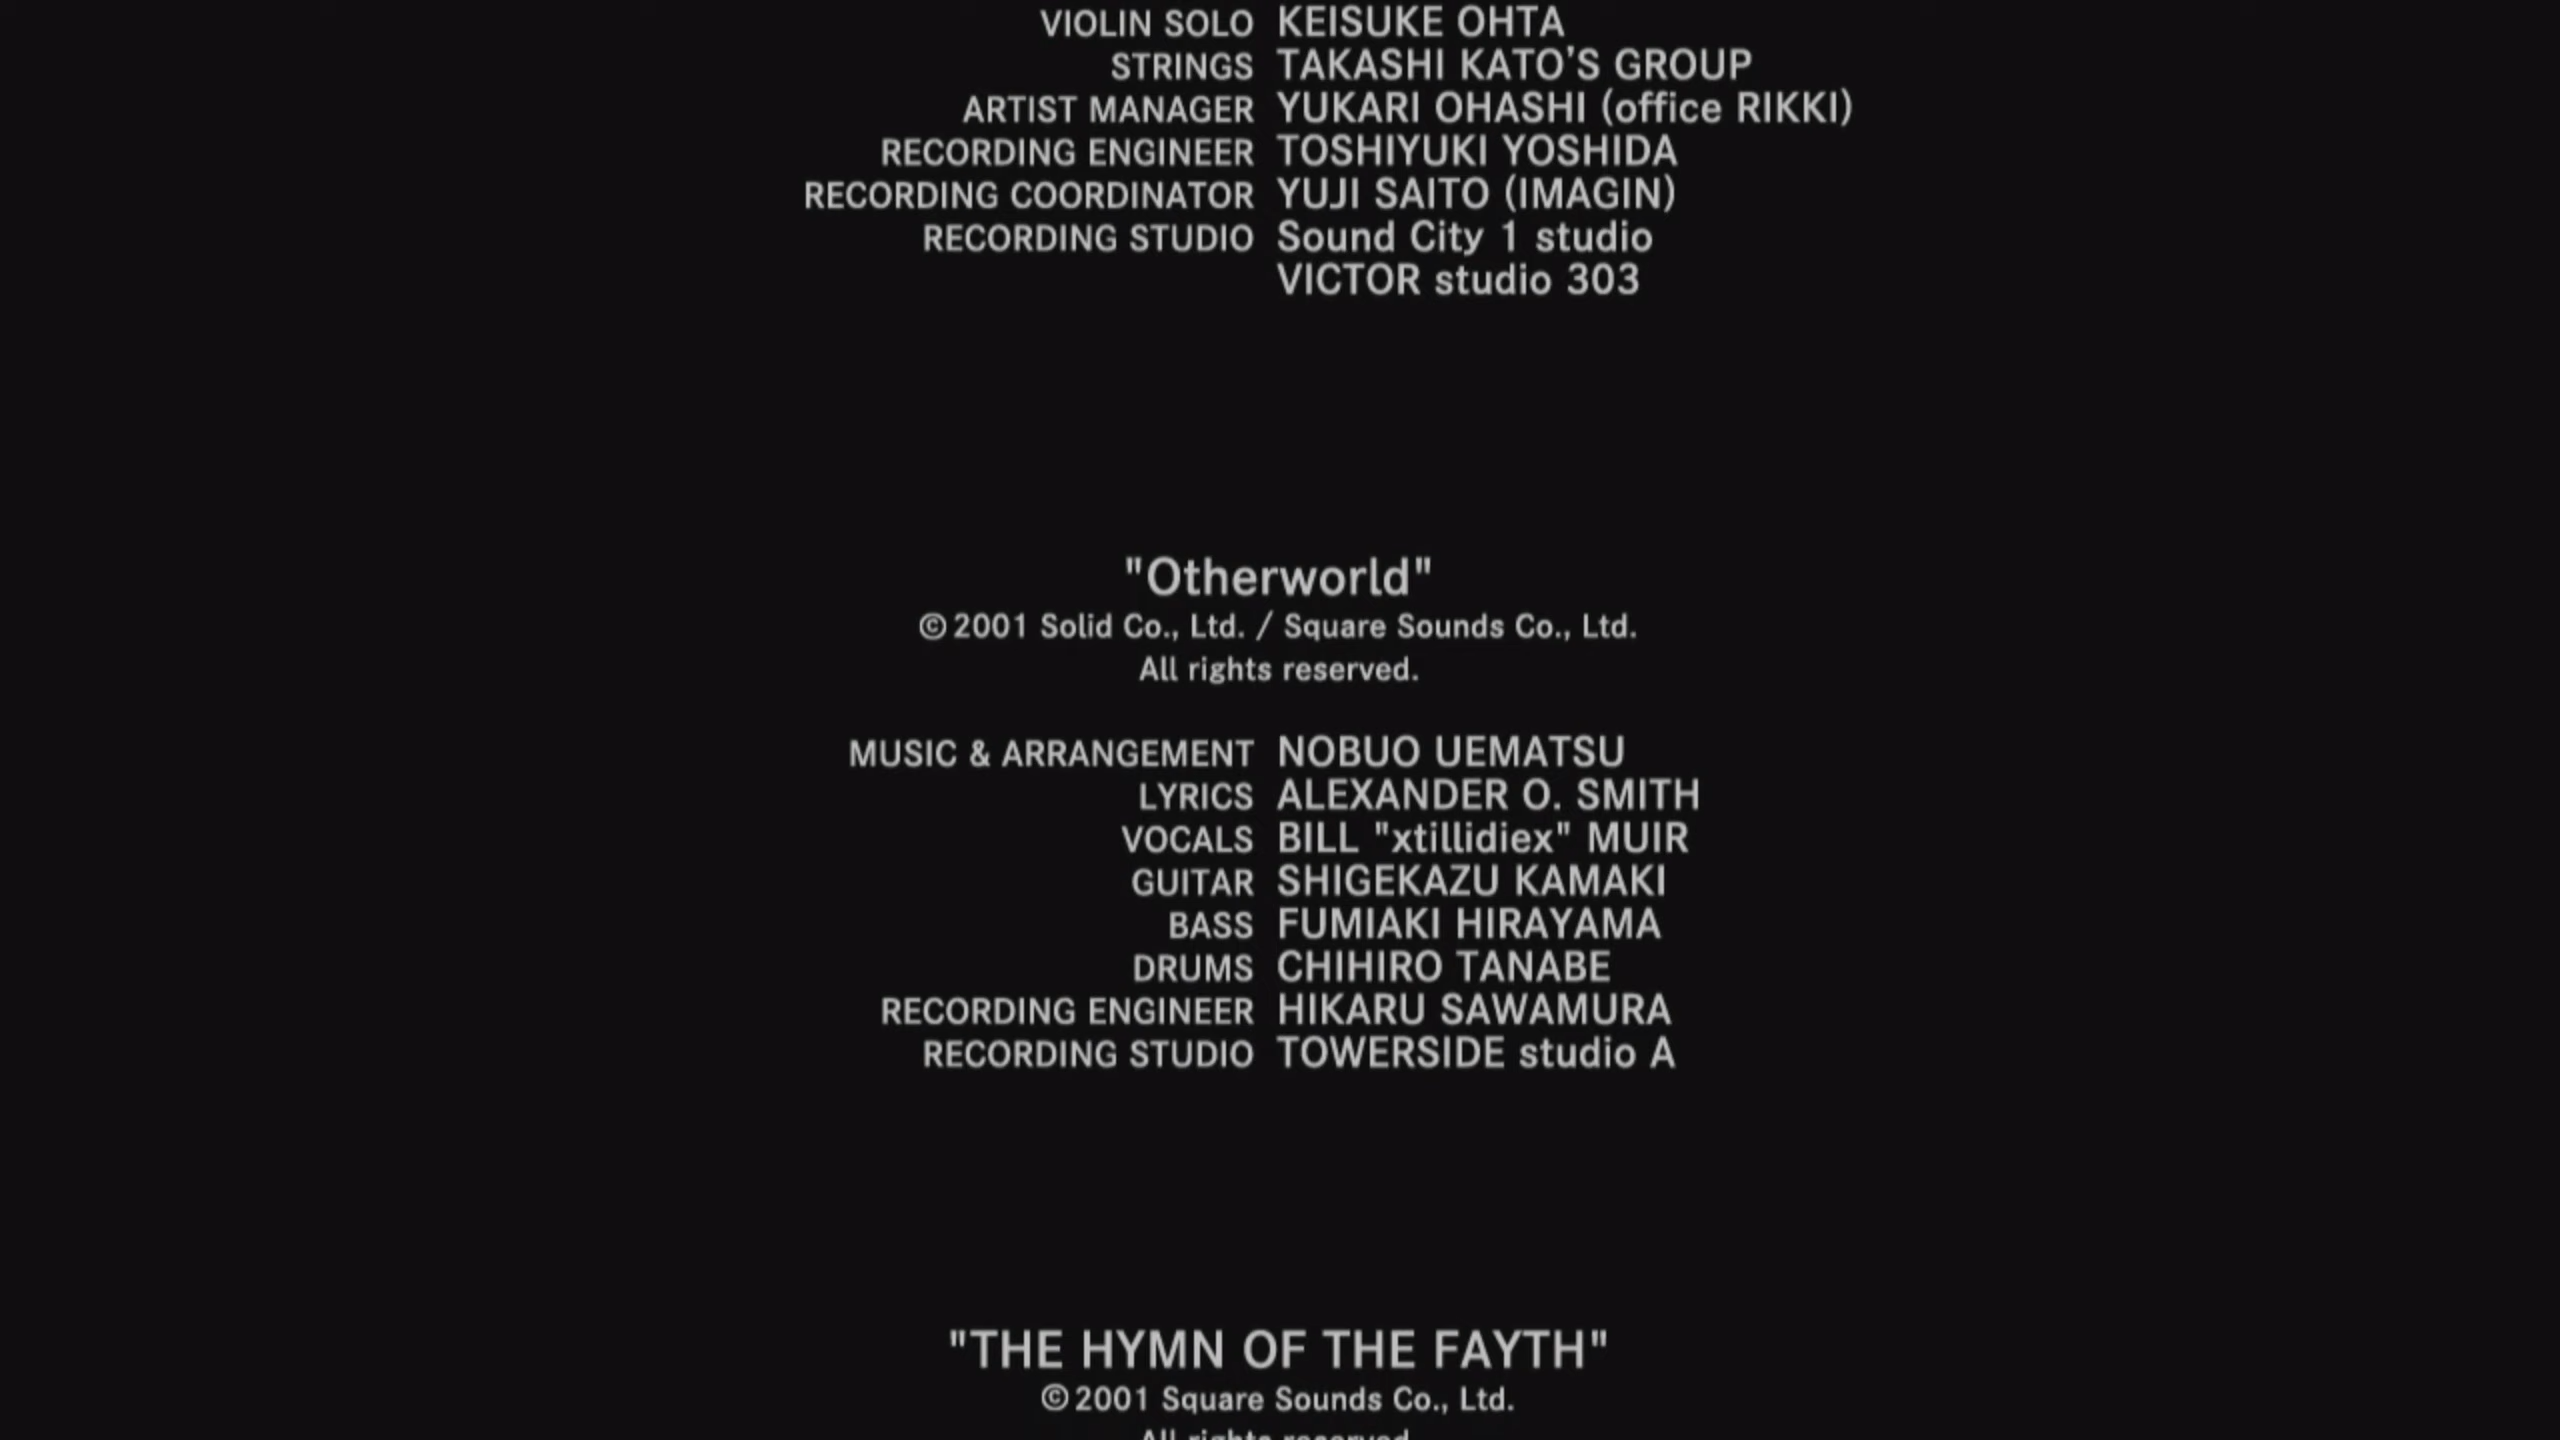 VIOLIN SOLO KEISUKE OHTA
STRINGS TAKASHI KATO'S GROUP
ARTIST MANAGER YUKARI OHASHI (office RIKKI)
RECORDING ENGINEER TOSHIYUKI YOSHIDA
RECORDING COORDINATOR YUJI SAITO (IMAGIN)
RECORDING STUDIO Sound City 1 studio
VICTOR studio 303
"Otherworld"
©2001 Solid Co., Ltd. / Square Sounds Co., Ltd.
All rights reserved.
MUSIC & ARRANGEMENT NOBUO UEMATSU
LYRICS ALEXANDER O. SMITH
VOCALS BILL "xtillidiex" MUIR
GUITAR SHIGEKAZU KAMAKI
BASS FUMIAKI HIRAYAMA
DRUMS CHIHIRO TANABE
RECORDING ENGINEER HIKARU SAWAMURA
RECORDING STUDIO TOWERSIDE studio A
"THE HYMN OF THE FAYTH"
©2001 Square Sounds Co., Ltd.
All rights reserved.